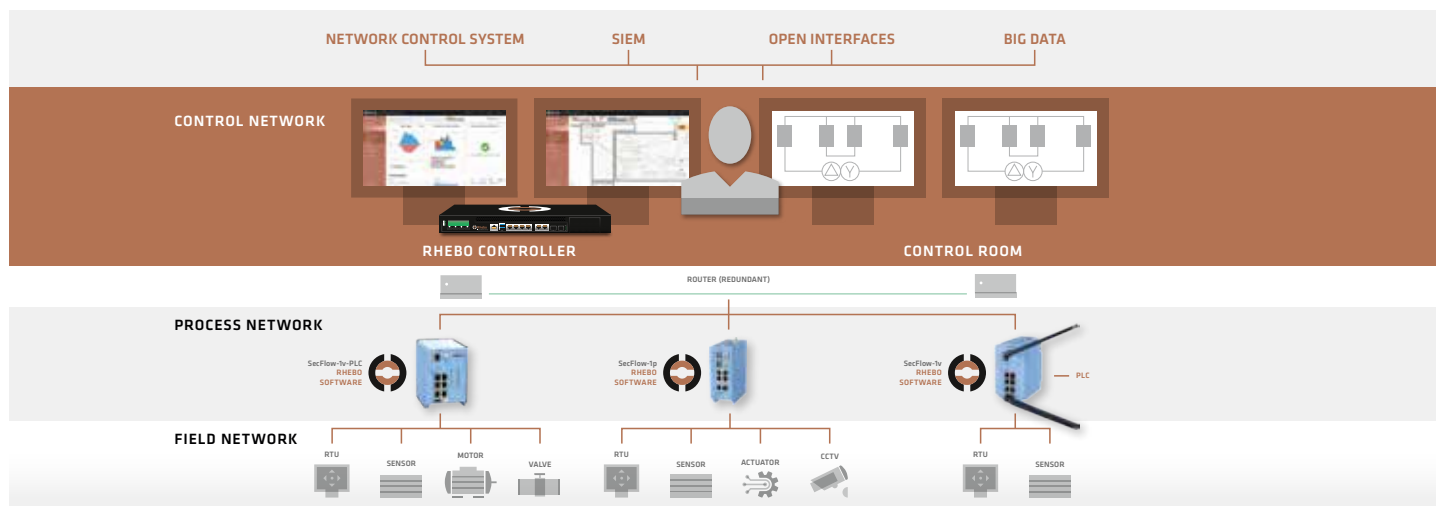 NETWORK CONTROL SYSTEM
SIEM
OPEN INTERFACES
BIG DATA
CONTROL NETWORK
RHEBO CONTROLLER
CONTROL ROOM
ROUTER (REDUNDANT)
PROCESS NETWORK
SecFlow-1v-PLC
RHEBO
SOFTWARE
SecFlow-1p
RHEBO
SOFTWARE
SecFlow-1v
RHEBO
SOFTWARE
PLC
FIELD NETWORK
RTU
SENSOR
MOTOR
VALVE
RTU
SENSOR
ACTUATOR
CCTV
RTU
SENSOR